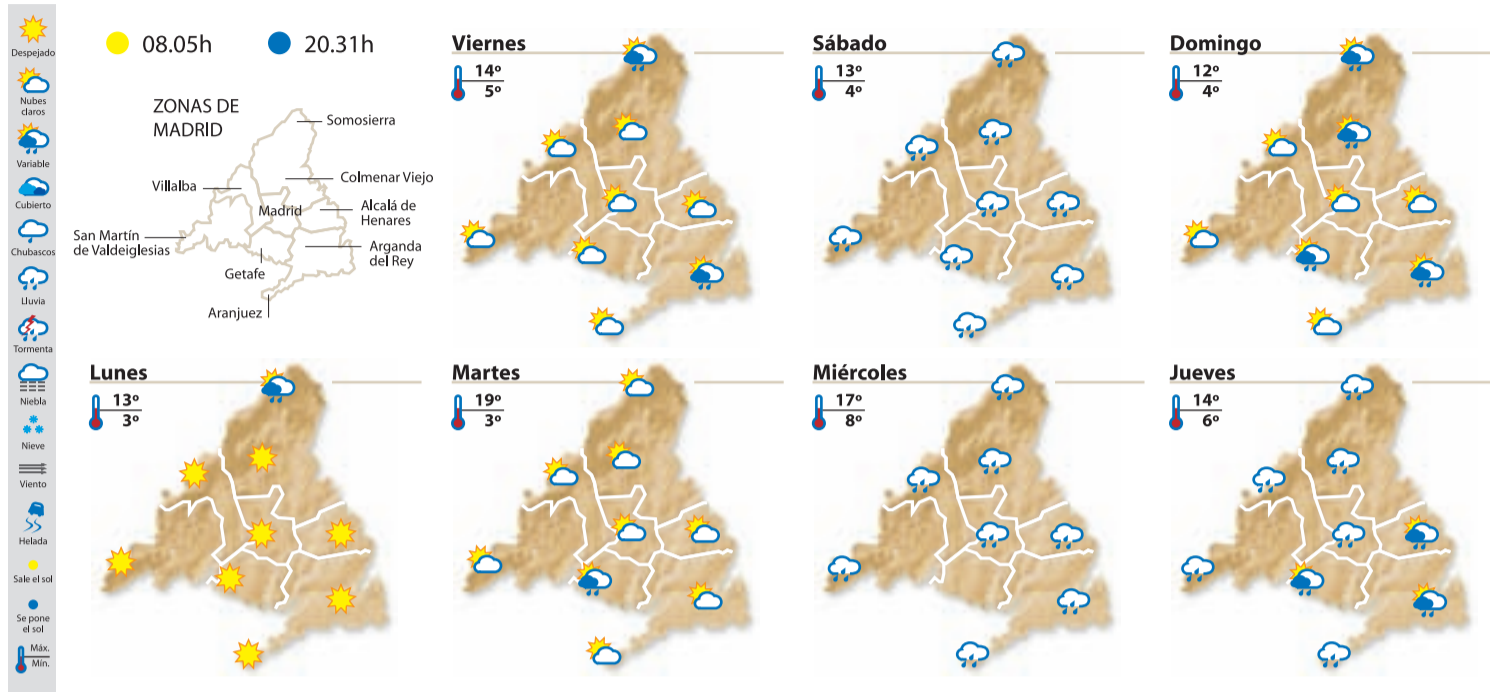 Despejado
Nubes
claros
Variable
Cubierto
Chubascos
Lluvia
Tormenta
Niebla
Nieve
Viento
Helada
Sale el sol
Se pone
el sol
Máx.
Mín.
08.05h
20.31h
ZONAS DE
MADRID
Somosierra
Colmenar Viejo
Villalba
Madrid
Alcalá de
Henares
San Martín
de Valdeiglesias
Arganda
del Rey
Getafe
Aranjuez
Viernes
14º
5º
Sábado
13º
4º
Domingo
12º
4º
Lunes
13º
3º
Martes
19º
3º
Miércoles
17º
8º
Jueves
14º
6º